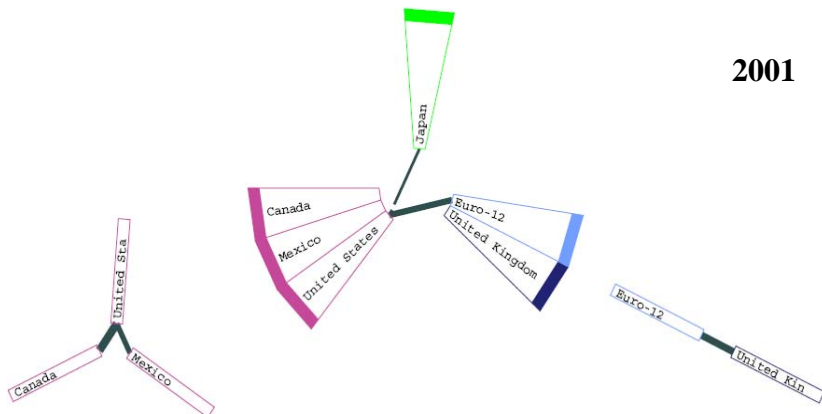 2001
Japan
Canada
Mexico
United States
Euro-12
United Kingdom
United Sta
Canada
Mexico
Euro-12
United Kin